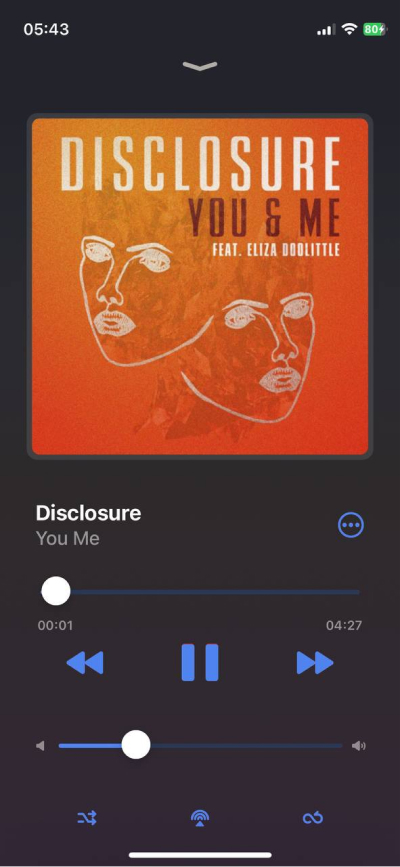 05:43
80
DISCLOSURE
YOU & ME
FEAT. ELIZA DOOLITTLE
Disclosure
You Me
00:01
04:27